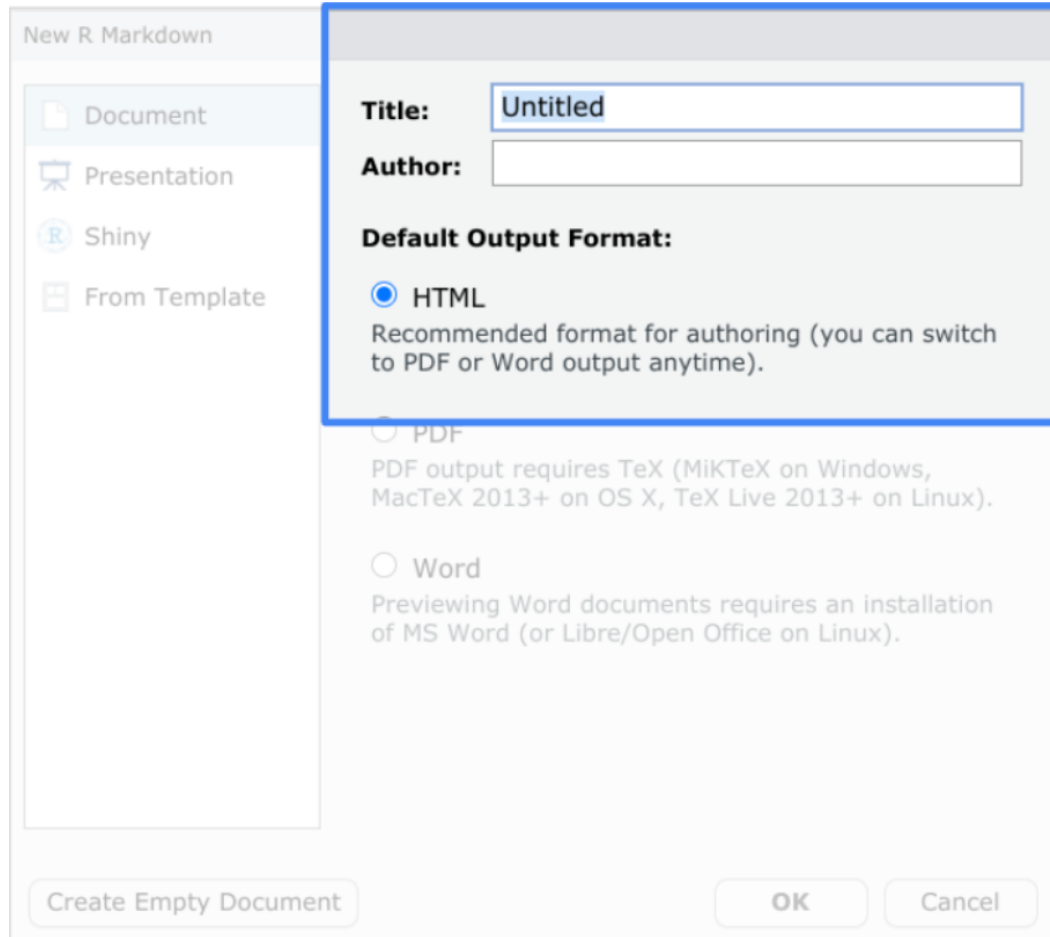 New R Markdown
Document
Presentation
Shiny
From Template
Title:
Untitled
Author:
Default Output Format:
HTML
Recommended format for authoring (you can switch
to PDF or Word output anytime).
PDF
PDF output requires TeX (MiKTeX on Windows,
MacTeX 2013+ on OS X, TeX Live 2013+ on Linux).
Word
Previewing Word documents requires an installation
of MS Word (or Libre/Open Office on Linux).
Create Empty Document
OK
Cancel